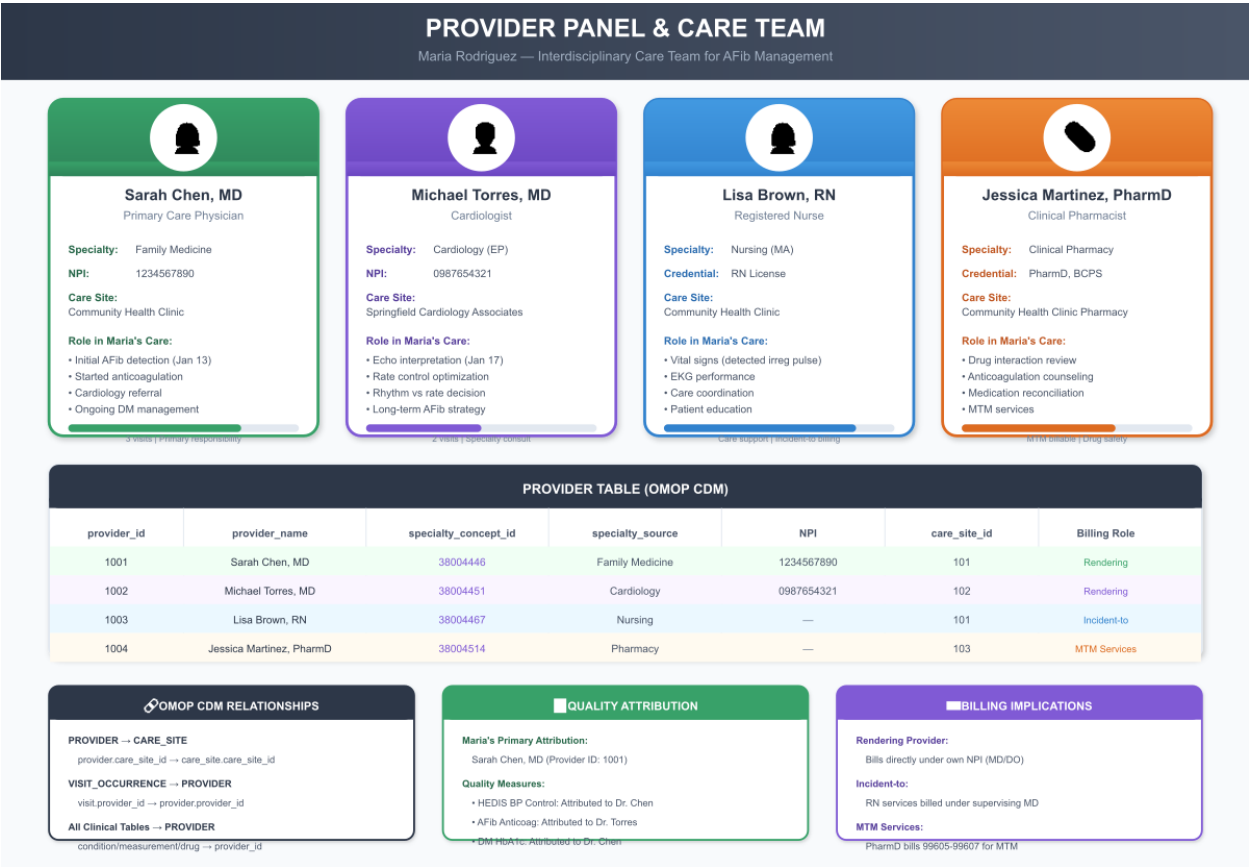 PROVIDER PANEL & CARE TEAM
Maria Rodriguez — Interdisciplinary Care Team for AFib Management
Sarah Chen, MD
Primary Care Physician
Specialty: Family Medicine
NPI: 1234567890
Care Site:
Community Health Clinic
Role in Maria's Care:
• Initial AFib detection (Jan 13)
• Started anticoagulation
• Cardiology referral
• Ongoing DM management
3 visits | Primary responsibility
Michael Torres, MD
Cardiologist
Specialty: Cardiology (EP)
NPI: 0987654321
Care Site:
Springfield Cardiology Associates
Role in Maria's Care:
• Echo interpretation (Jan 17)
• Rate control optimization
• Rhythm vs rate decision
• Long-term AFib strategy
2 visits | Specialty consult
Lisa Brown, RN
Registered Nurse
Specialty: Nursing (MA)
Credential: RN License
Care Site:
Community Health Clinic
Role in Maria's Care:
• Vital signs (detected irreg pulse)
• EKG performance
• Care coordination
• Patient education
Care support | Incident-to billing
Jessica Martinez, PharmD
Clinical Pharmacist
Specialty: Clinical Pharmacy
Credential: PharmD, BCPS
Care Site:
Community Health Clinic Pharmacy
Role in Maria's Care:
• Drug interaction review
• Anticoagulation counseling
• Medication reconciliation
• MTM services
MTM billable | Drug safety
PROVIDER TABLE (OMOP CDM)
provider_id provider_name specialty_concept_id specialty_source NPI care_site_id Billing Role
1001 Sarah Chen, MD 38004446 Family Medicine 1234567890 101 Rendering
1002 Michael Torres, MD 38004451 Cardiology 0987654321 102 Rendering
1003 Lisa Brown, RN 38004467 Nursing — 101 Incident-to
1004 Jessica Martinez, PharmD 38004514 Pharmacy — 103 MTM Services
OMOP CDM RELATIONSHIPS
PROVIDER → CARE_SITE
provider.care_site_id → care_site.care_site_id
VISIT_OCCURRENCE → PROVIDER
visit.provider_id → provider.provider_id
All Clinical Tables → PROVIDER
condition/measurement/drug → provider_id
QUALITY ATTRIBUTION
Maria's Primary Attribution:
Sarah Chen, MD (Provider ID: 1001)
Quality Measures:
• HEDIS BP Control: Attributed to Dr. Chen
• AFib Anticoag: Attributed to Dr. Torres
• DM HbA1c: Attributed to Dr. Chen
BILLING IMPLICATIONS
Rendering Provider:
Bills directly under own NPI (MD/DO)
Incident-to:
RN services billed under supervising MD
MTM Services:
PharmD bills 99605-99607 for MTM